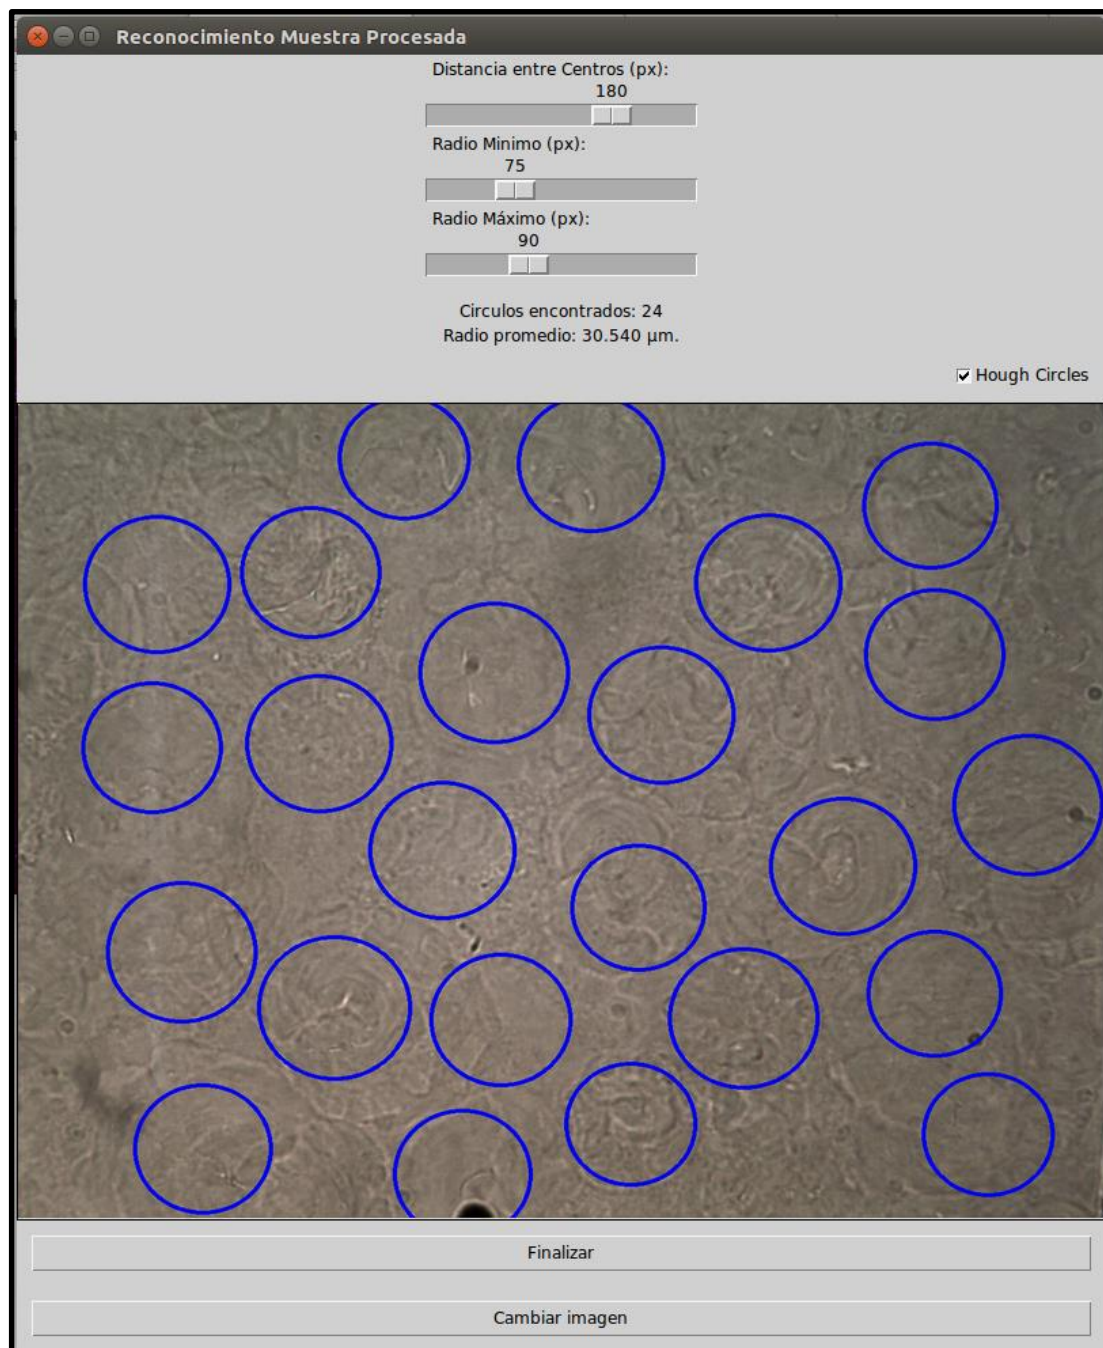 Reconocimiento Muestra Procesada
Distancia entre Centros (px):
180
Radio Minimo (px):
75
Radio Máximo (px):
90
Circulos encontrados: 24
Radio promedio: 30.540 μm.
Hough Circles
Finalizar
Cambiar imagen